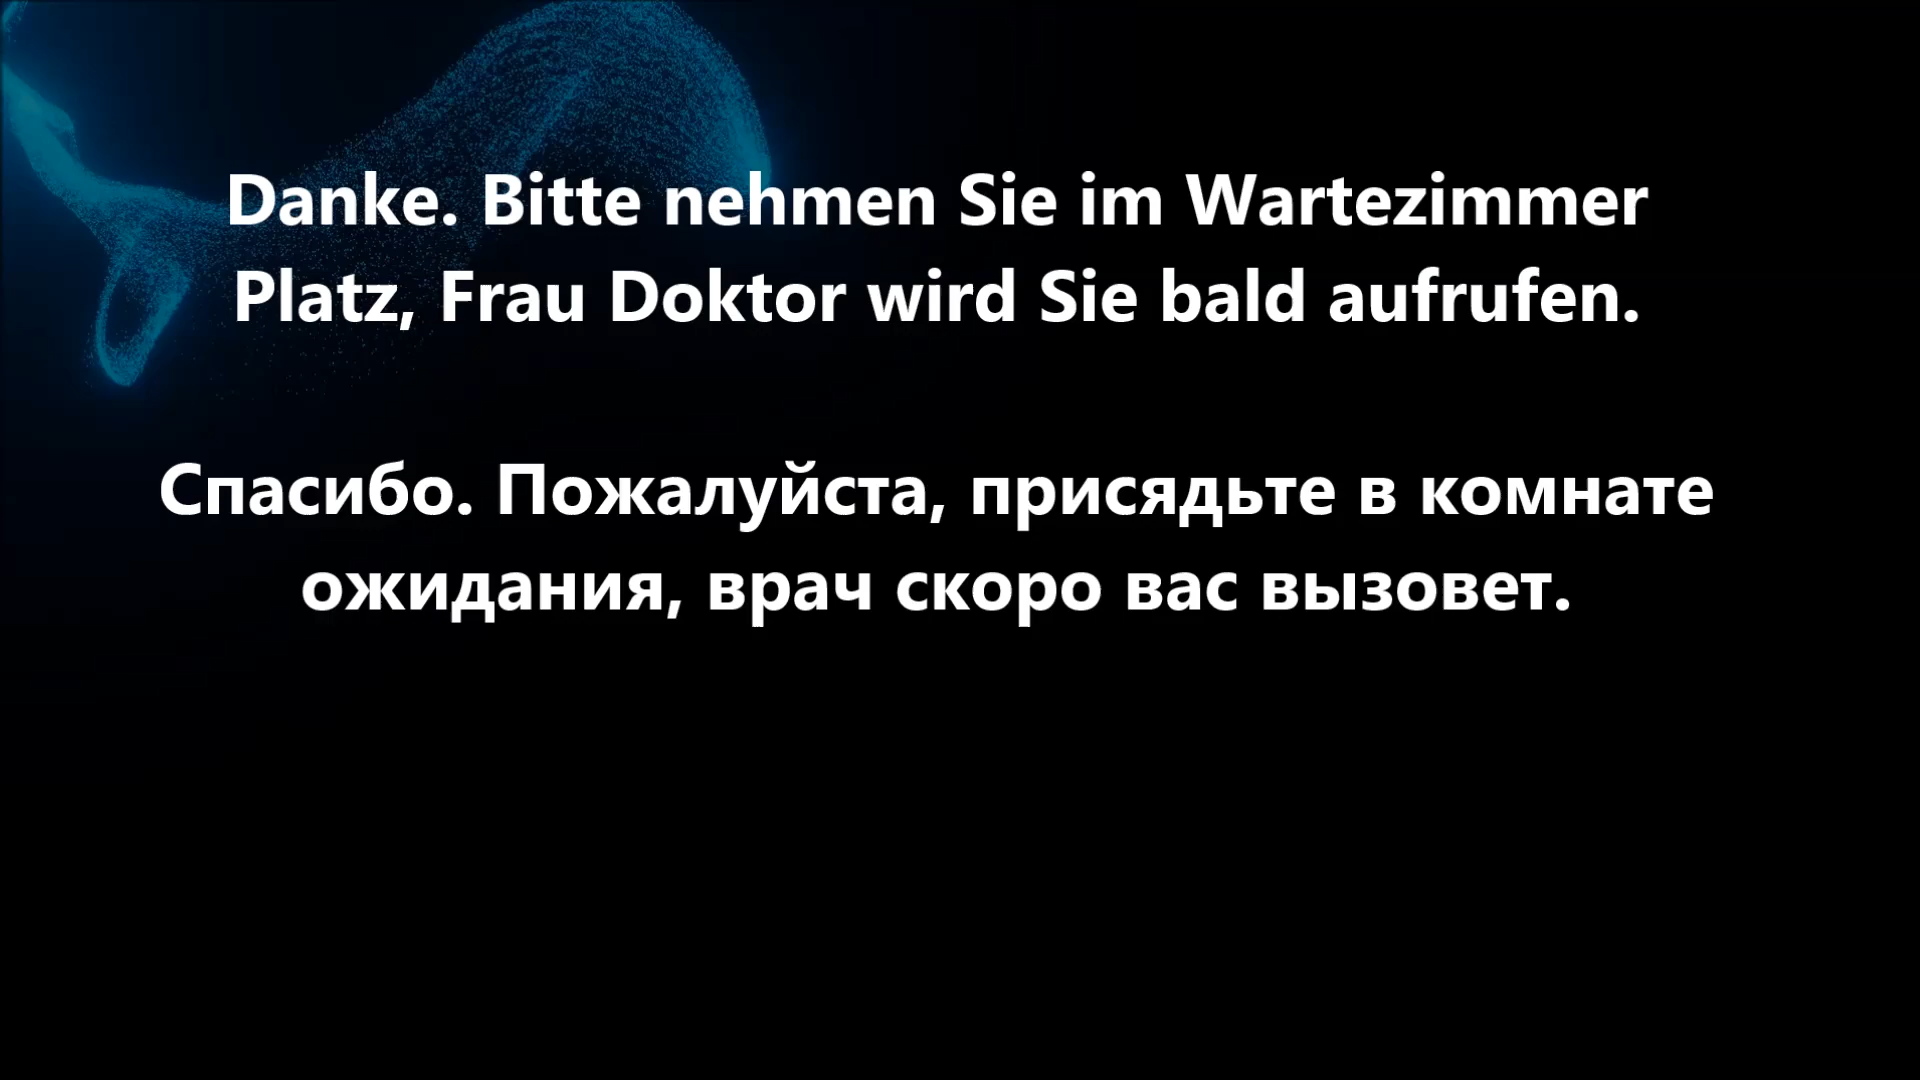 Danke. Bitte nehmen Sie im Wartezimmer
Platz, Frau Doktor wird Sie bald aufrufen.
Спасибо. Пожалуйста, присядьте в комнате
ожидания, врач скоро вас вызовет.